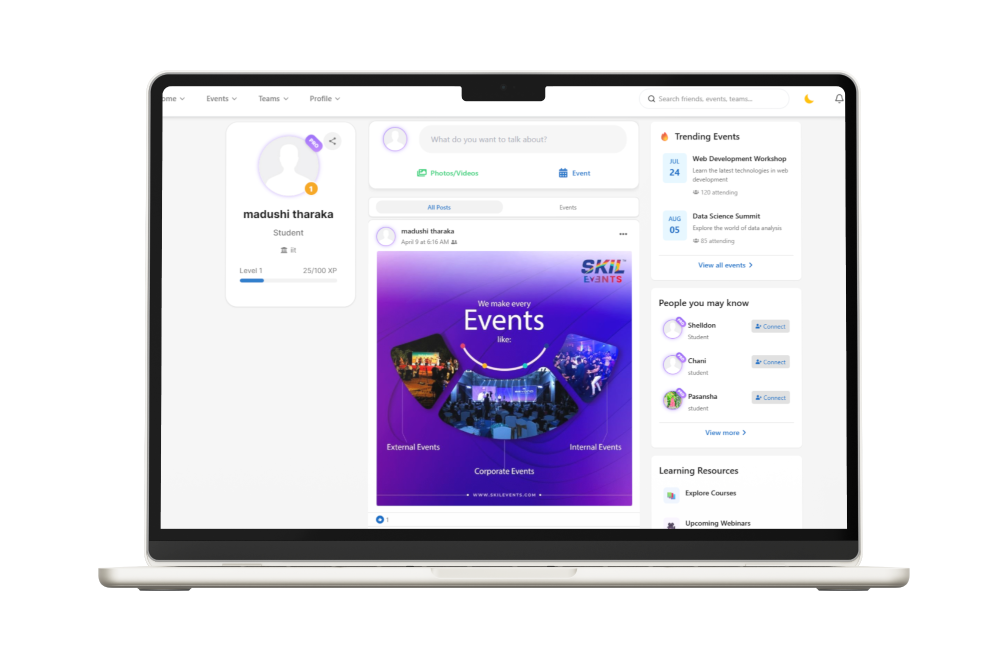 ome
Events
Teams
Profile
Search friends, events, teams...
PRO
1
madushi tharaka
Student
iit
Level 1
25/100 XP
What do you want to talk about?
Photos/Videos
Event
All Posts
Events
madushi tharaka
April 9 at 6:16 AM
SKIL
EVENTS
We make every
Events
like:
External Events
Corporate Events
Internal Events
WWW.SKILEVENTS.COM
1
Trending Events
JUL
24
Web Development Workshop
Learn the latest technologies in web
development
120 attending
AUG
05
Data Science Summit
Explore the world of data analysis
85 attending
View all events
People you may know
Shelldon
Student
Connect
Chani
student
Connect
Pasansha
student
Connect
View more
Learning Resources
Explore Courses
Upcoming Webinars